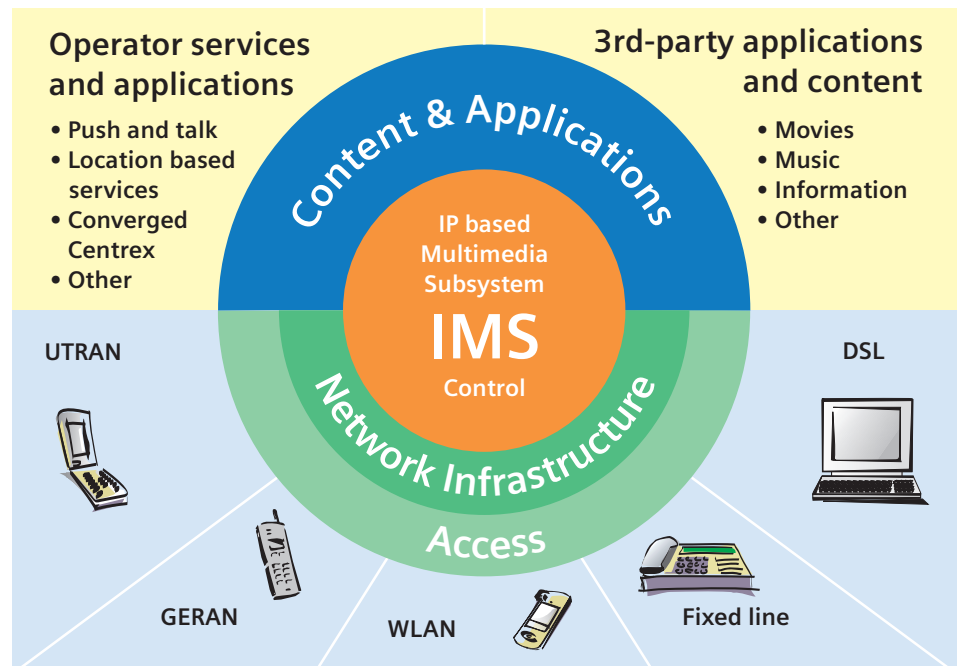 Operator services
and applications
• Push and talk
• Location based
services
• Converged
Centrex
• Other
3rd-party applications
and content
• Movies
• Music
• Information
• Other
Content & Applications
IP based
Multimedia
Subsystem
IMS
Control
Network Infrastructure
Access
UTRAN
GERAN
WLAN
Fixed line
DSL